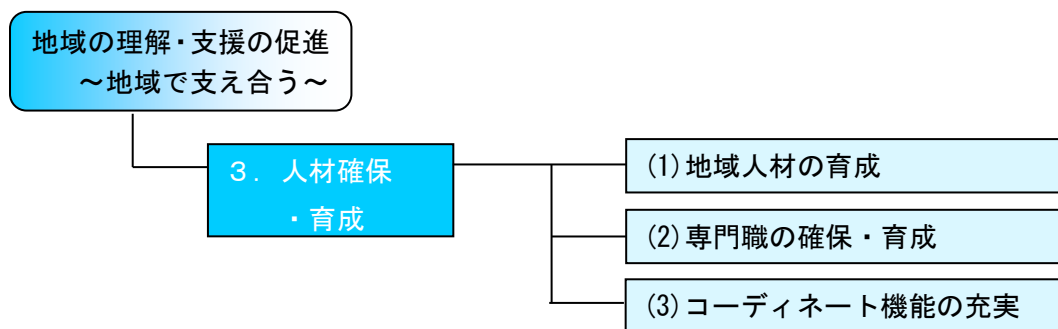 地域の理解・支援の促進
～地域で支え合う～
３．人材確保
・育成
(1)地域人材の育成
(2)専門職の確保・育成
(3)コーディネート機能の充実